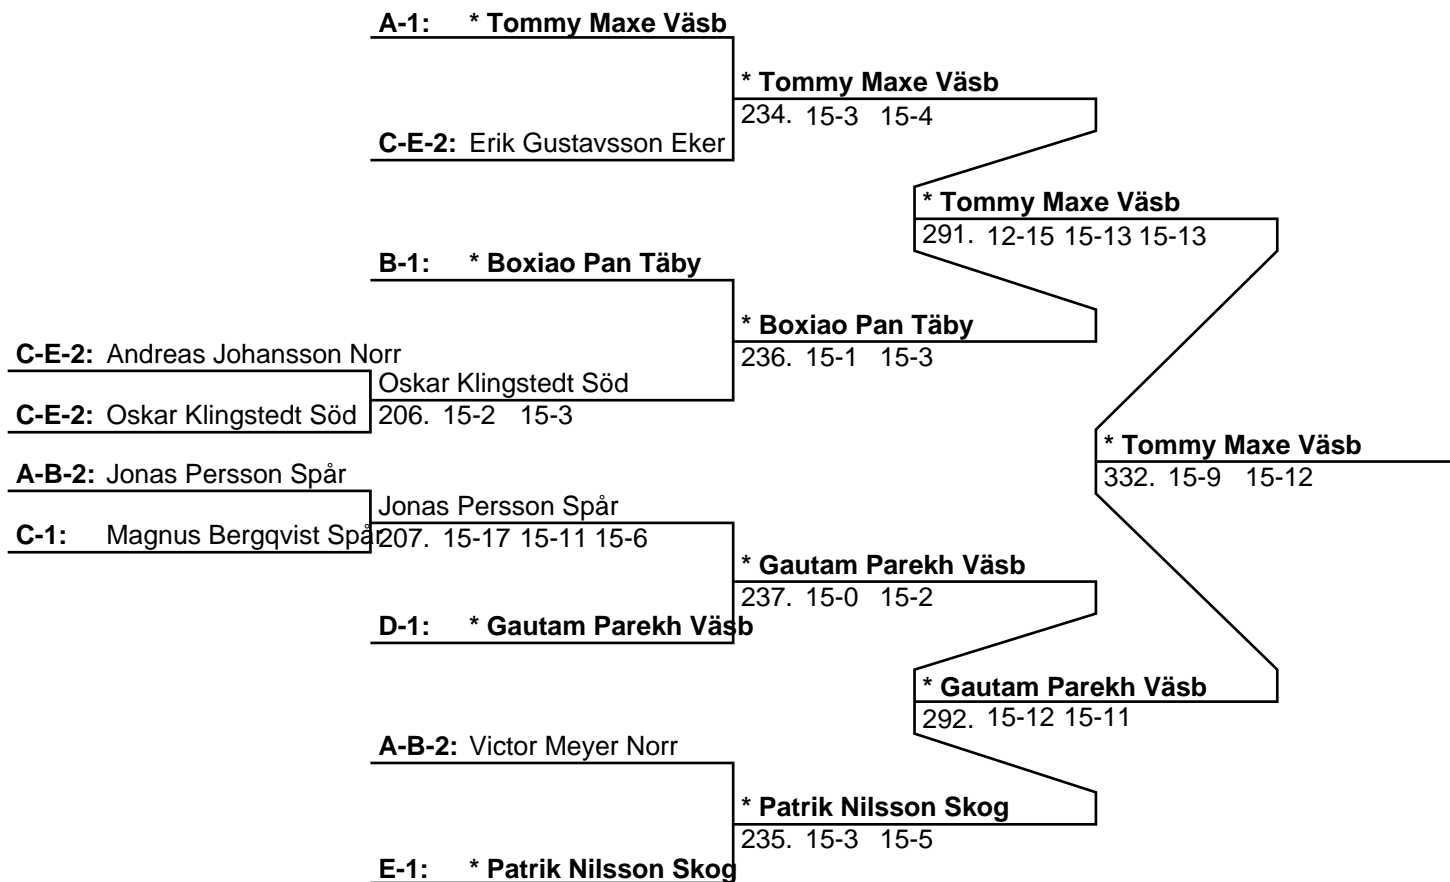 A-1: * Tommy Maxe Väsb
* Tommy Maxe Väsb
234. 15-3 15-4
C-E-2: Erik Gustavsson Eker
* Tommy Maxe Väsb
291. 12-15 15-13 15-13
B-1: * Boxiao Pan Täby
* Boxiao Pan Täby
236. 15-1 15-3
C-E-2: Andreas Johansson Norr
Oskar Klingstedt Söd
206. 15-2 15-3
C-E-2: Oskar Klingstedt Söd
* Tommy Maxe Väsb
332. 15-9 15-12
A-B-2: Jonas Persson Spår
Jonas Persson Spår
207. 15-17 15-11 15-6
C-1: Magnus Bergqvist Spår
* Gautam Parekh Väsb
237. 15-0 15-2
D-1: * Gautam Parekh Väsb
* Gautam Parekh Väsb
292. 15-12 15-11
A-B-2: Victor Meyer Norr
* Patrik Nilsson Skog
235. 15-3 15-5
E-1: * Patrik Nilsson Skog